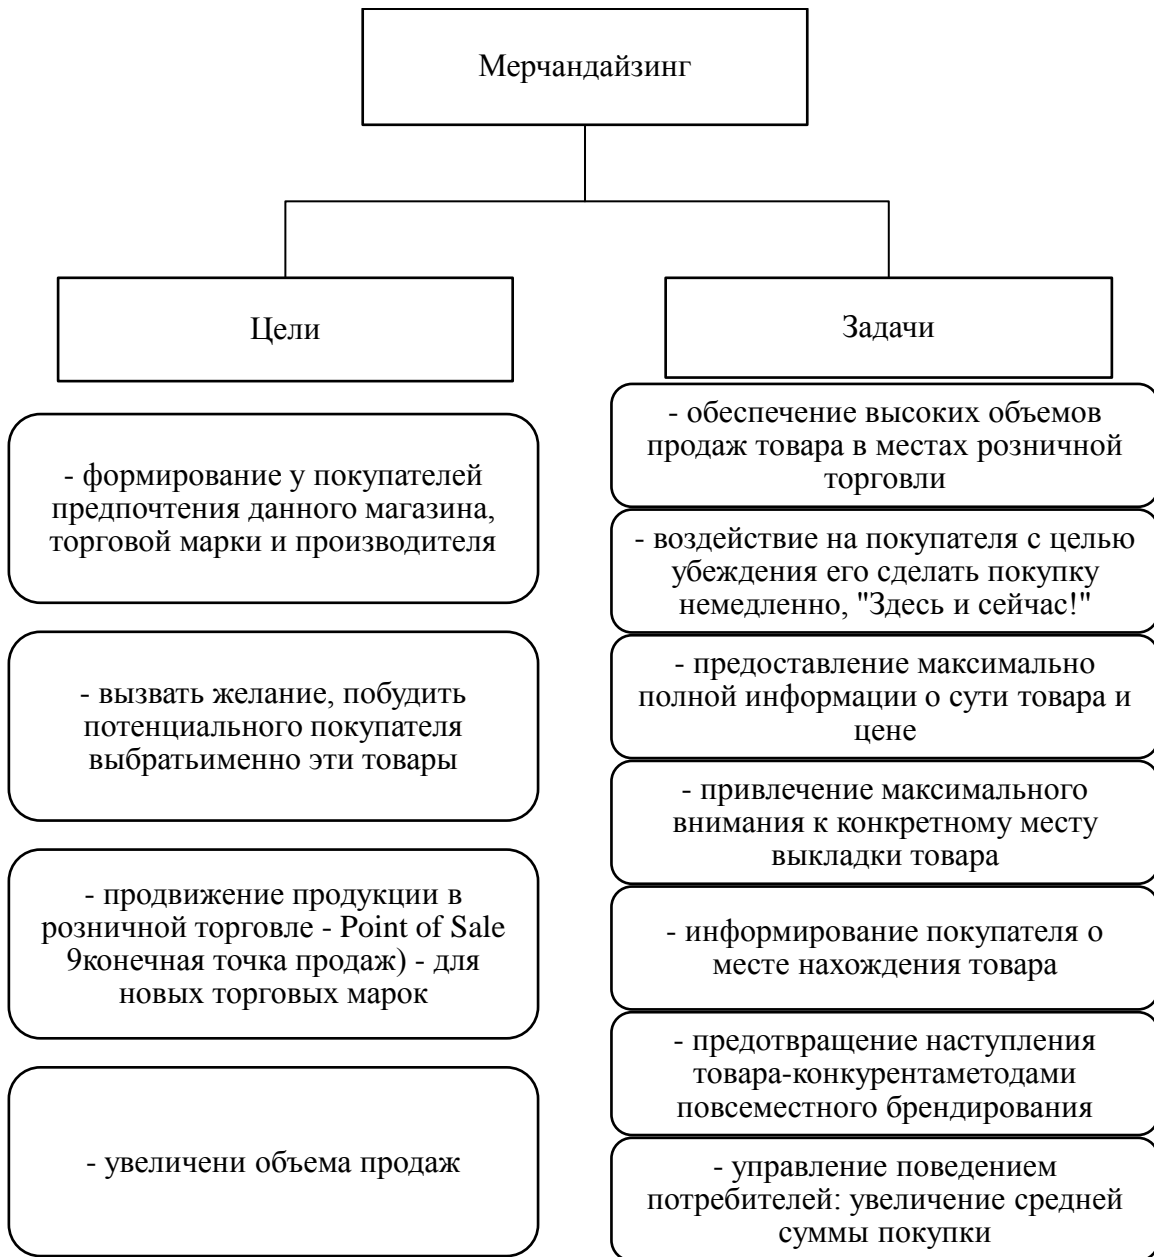 Мерчандайзинг
Цели
- формирование у покупателей
предпочтения данного магазина,
торговой марки и производителя
- вызвать желание, побудить
потенциального покупателя
выбратьименно эти товары
- продвижение продукции в
розничной торговле - Point of Sale
9конечная точка продаж) - для
новых торговых марок
- увеличени объема продаж
Задачи
- обеспечение высоких объемов
продаж товара в местах розничной
торговли
- воздействие на покупателя с целью
убеждения его сделать покупку
немедленно, "Здесь и сейчас!"
- предоставление максимально
полной информации о сути товара и
цене
- привлечение максимального
внимания к конкретному месту
выкладки товара
- информирование покупателя о
месте нахождения товара
- предотвращение наступления
товара-конкурентаметодами
повсеместного брендирования
- управление поведением
потребителей: увеличение средней
суммы покупки